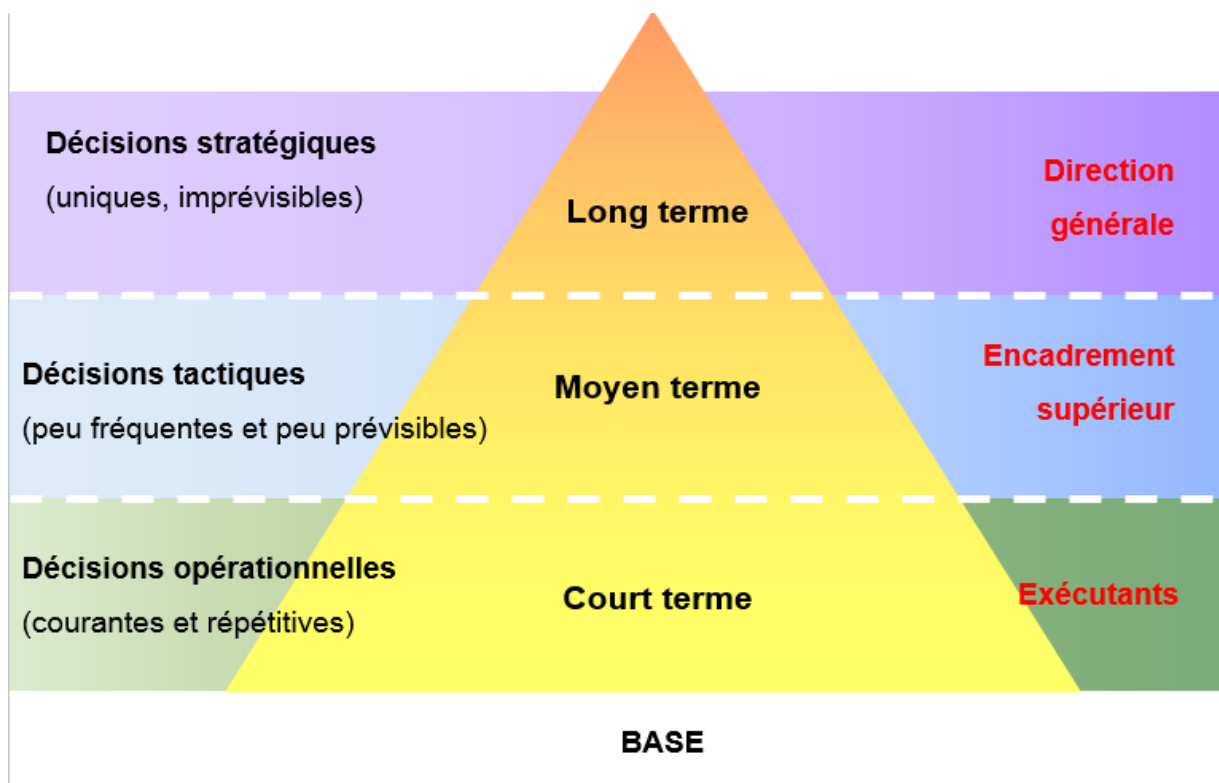 Décisions stratégiques
(uniques, imprévisibles)
Long terme
Direction
générale
Décisions tactiques
(peu fréquentes et peu prévisibles)
Moyen terme
Encadrement
supérieur
Décisions opérationnelles
(courantes et répétitives)
Court terme
Exécutants
BASE